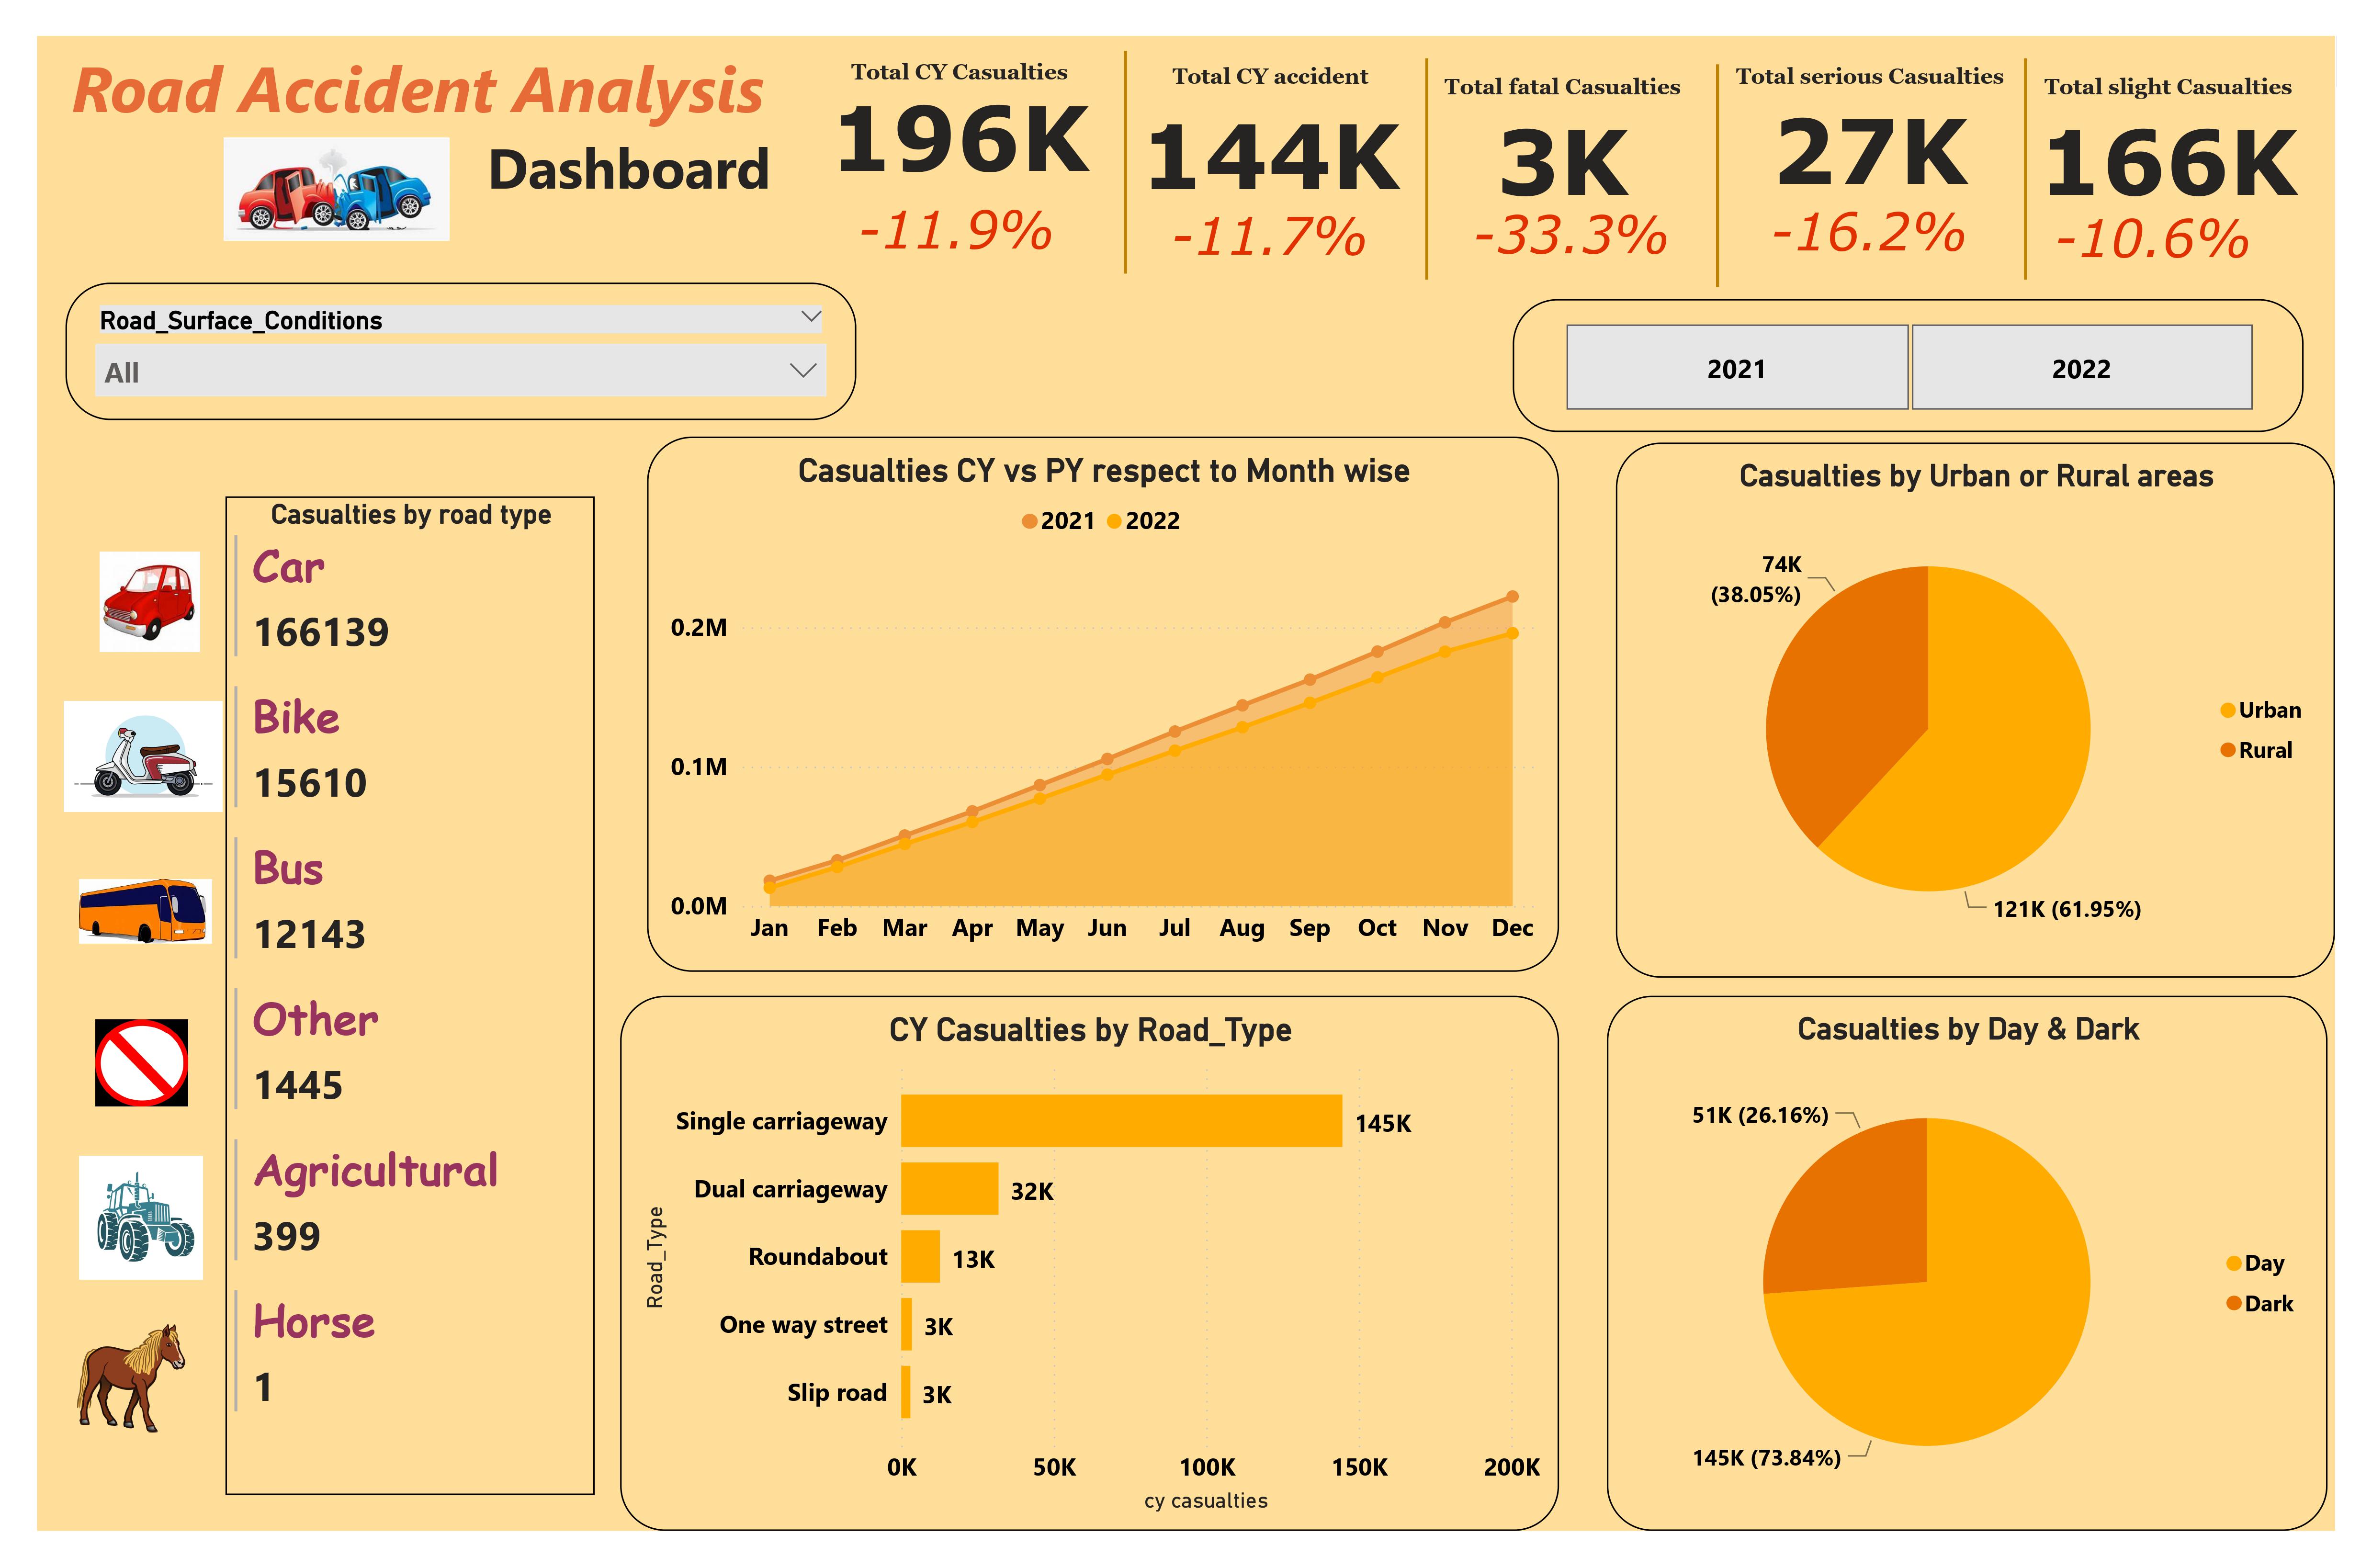 Road Accident Analysis
Dashboard
Total CY Casualties
196K
-11.9%
Total CY accident
144K
-11.7%
Total fatal Casualties
3K
-33.3%
Total serious Casualties
27K
-16.2%
Total slight Casualties
166K
-10.6%
Road_Surface_Conditions
All
2021
2022
Casualties by road type
Car
166139
Bike
15610
Bus
12143
Other
1445
Agricultural
399
Horse
1
Casualties CY vs PY respect to Month wise
2021 2022
0.2M
0.1M
0.0M
Jan Feb Mar Apr May Jun Jul Aug Sep Oct Nov Dec
Casualties by Urban or Rural areas
74K
(38.05%)
121K (61.95%)
Urban
Rural
CY Casualties by Road_Type
Road_Type
Single carriageway 145K
Dual carriageway 32K
Roundabout 13K
One way street 3K
Slip road 3K
0K 50K 100K 150K 200K
cy casualties
Casualties by Day & Dark
51K (26.16%)
145K (73.84%)
Day
Dark